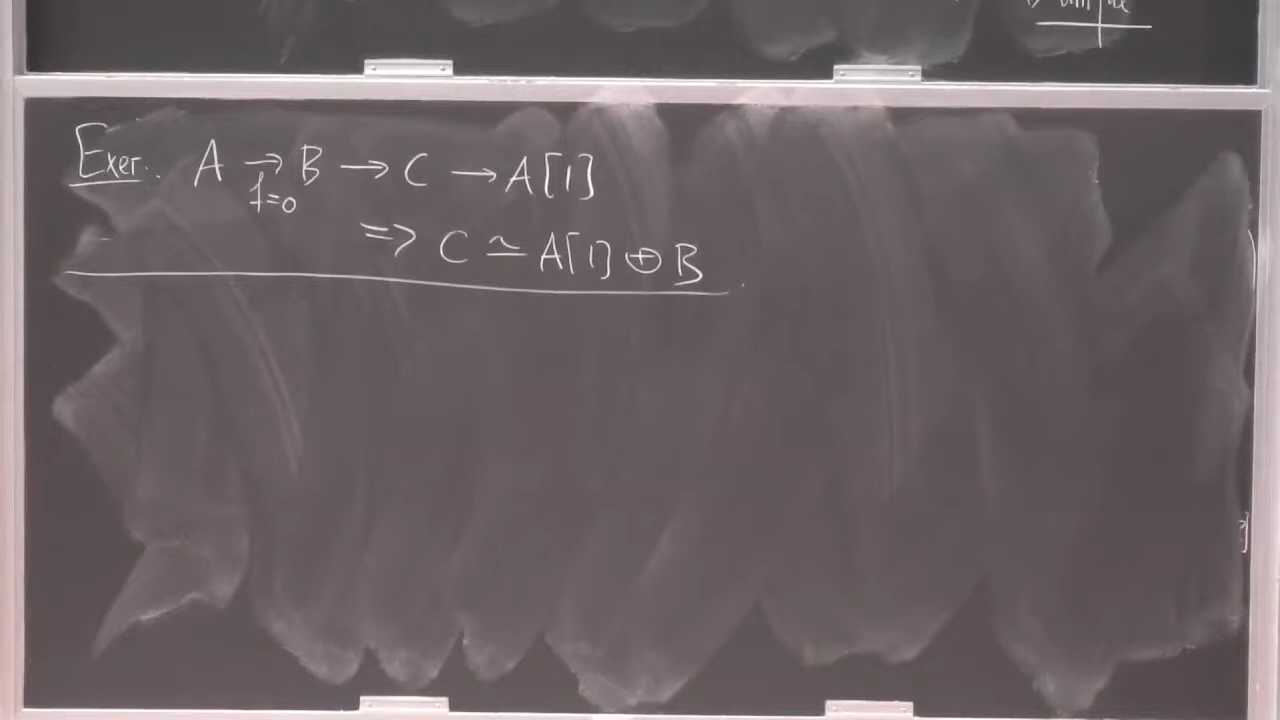 Exer. A → B → C → A[1]
f=0
=> C ≃ A[1] ⊕ B